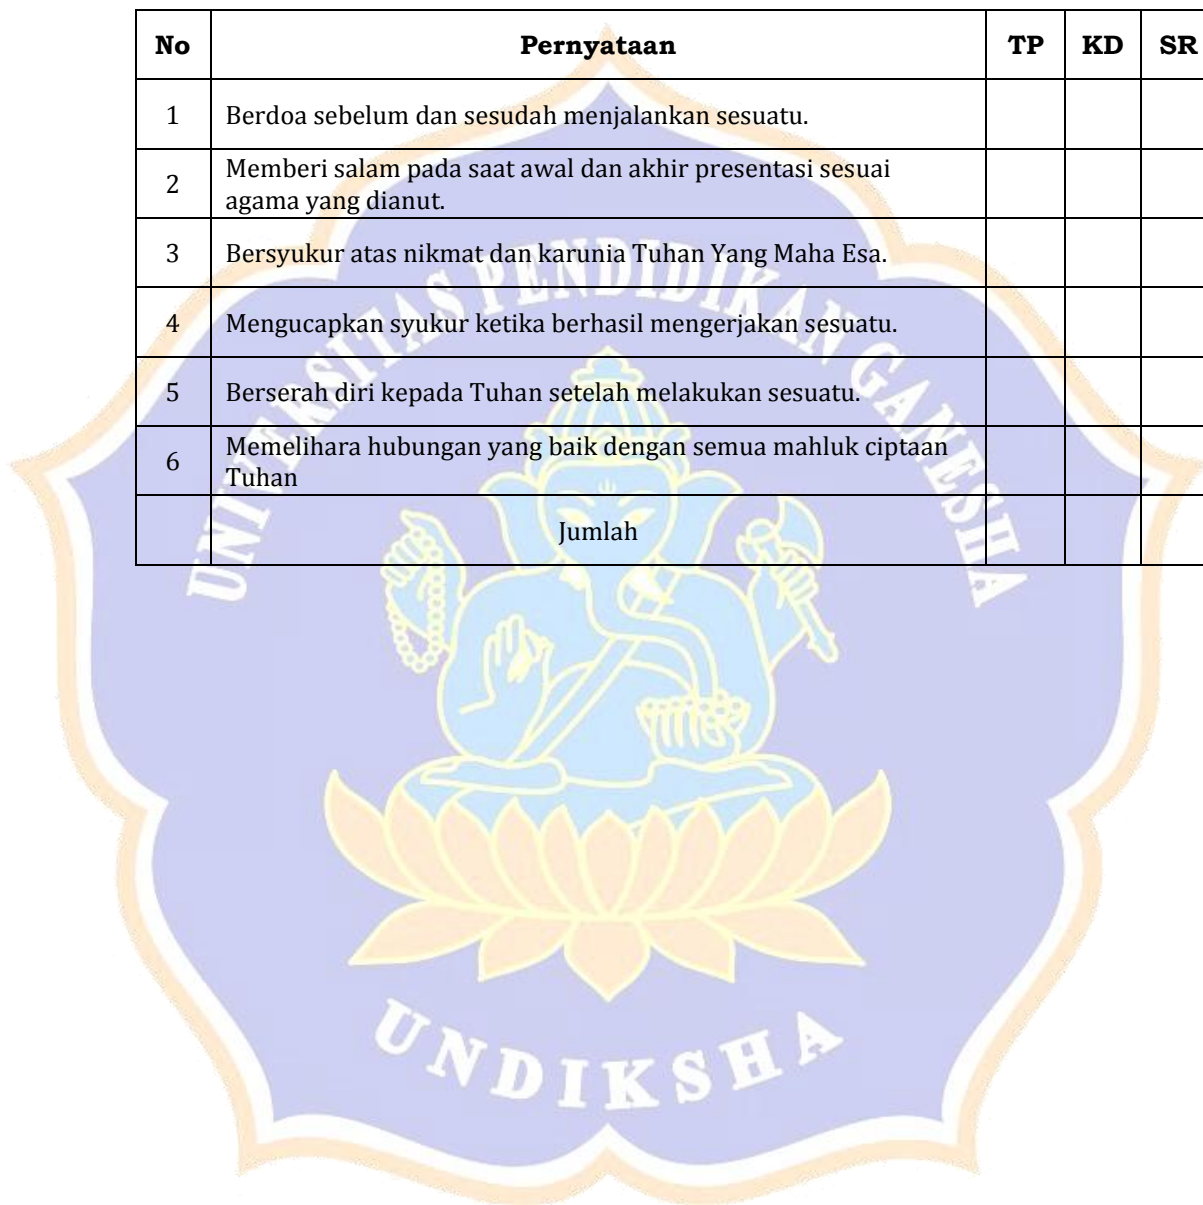 No Pernyataan TP KD SR
1 Berdoa sebelum dan sesudah menjalankan sesuatu.
2 Memberi salam pada saat awal dan akhir presentasi sesuai
agama yang dianut.
3 Bersyukur atas nikmat dan karunia Tuhan Yang Maha Esa.
4 Mengucapkan syukur ketika berhasil mengerjakan sesuatu.
5 Berserah diri kepada Tuhan setelah melakukan sesuatu.
6 Memelihara hubungan yang baik dengan semua mahluk ciptaan
Tuhan
Jumlah
UNIVERSITAS PENDIDIKAN GANESHA
UNDIKSHA